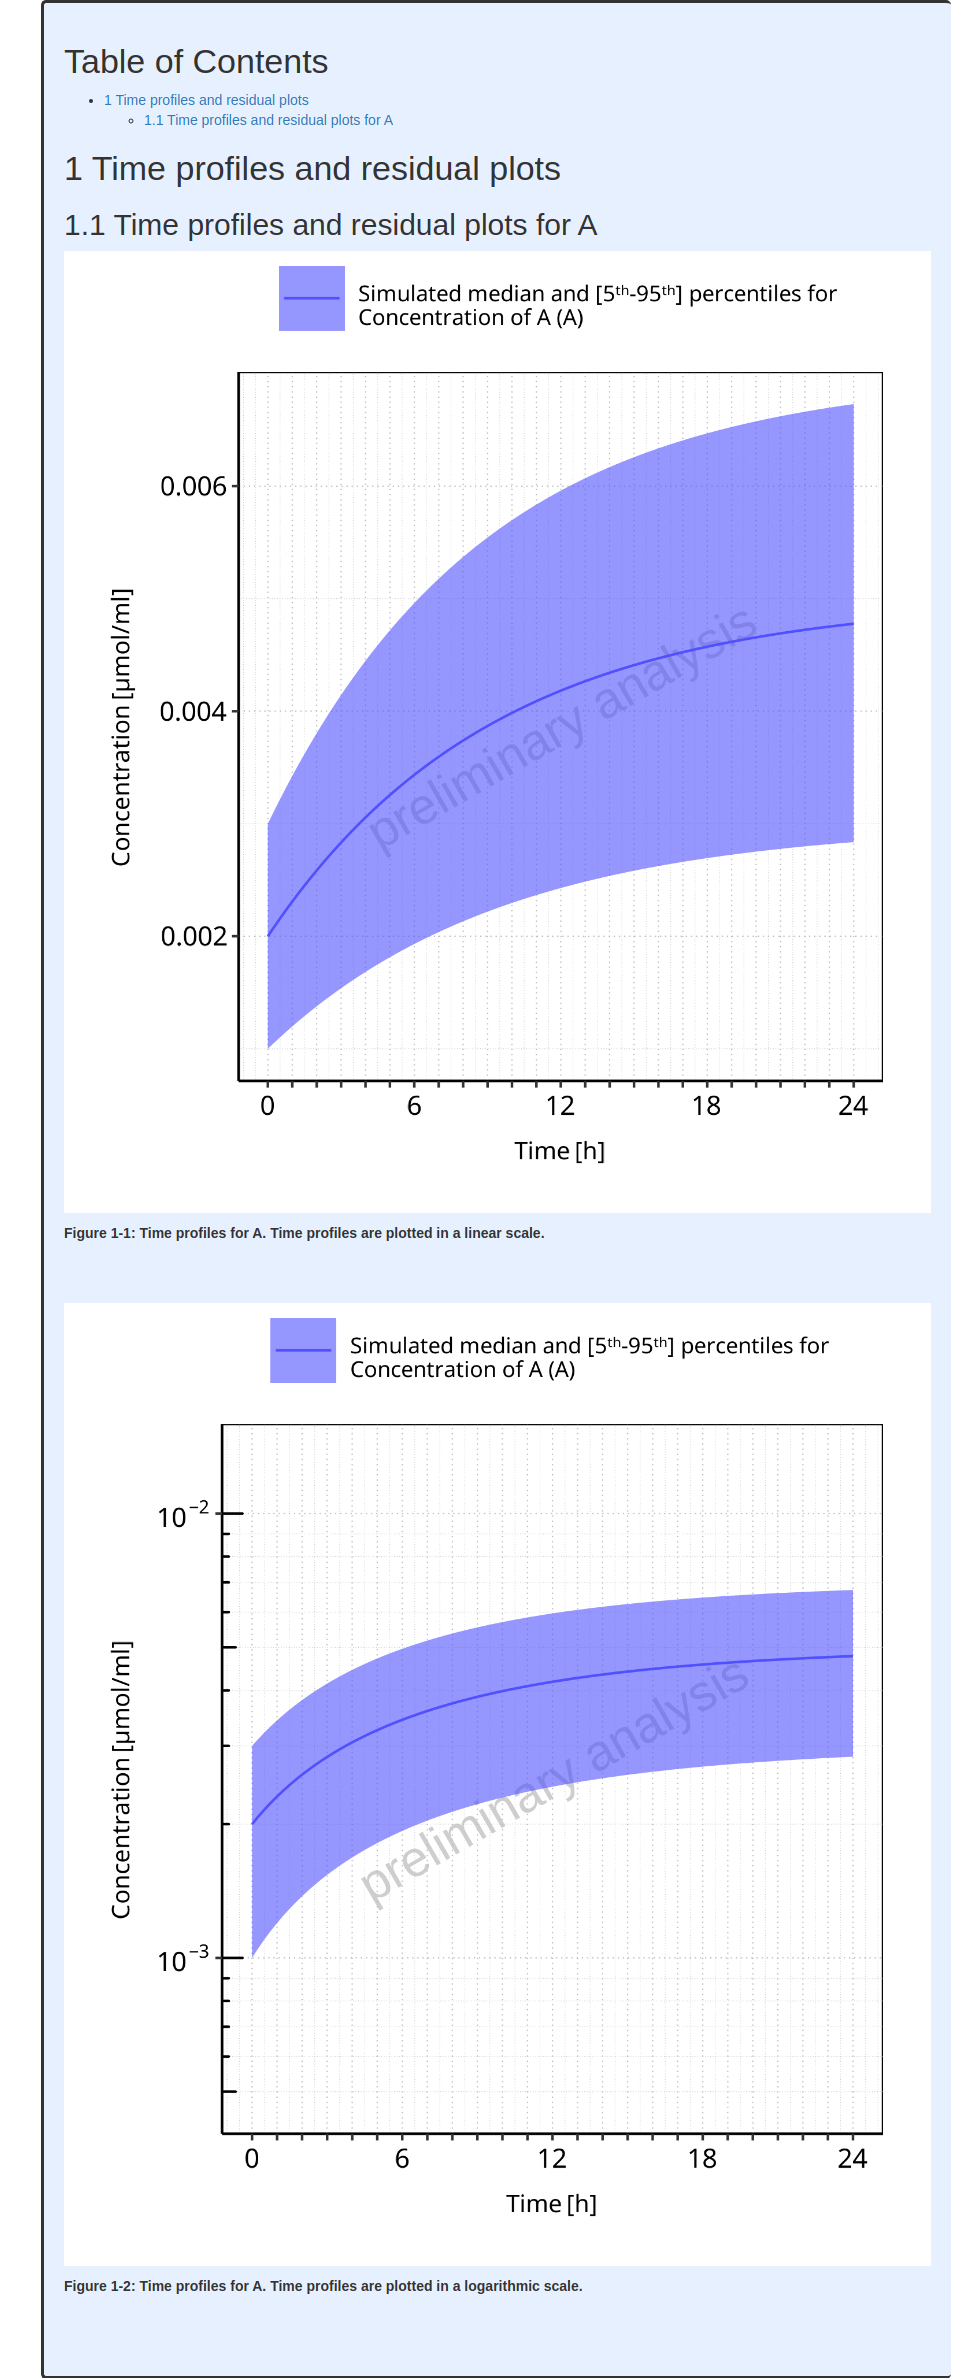 Table of Contents
1 Time profiles and residual plots
1.1 Time profiles and residual plots for A
1 Time profiles and residual plots
1.1 Time profiles and residual plots for A
Simulated median and [5th-95th] percentiles for
Concentration of A (A)
0.006
0.004
0.002
Concentration [µmol/ml]
preliminary analysis
0 6 12 18 24
Time [h]
Figure 1-1: Time profiles for A. Time profiles are plotted in a linear scale.
Simulated median and [5th-95th] percentiles for
Concentration of A (A)
10−2
10−3
Concentration [µmol/ml]
preliminary analysis
0 6 12 18 24
Time [h]
Figure 1-2: Time profiles for A. Time profiles are plotted in a logarithmic scale.